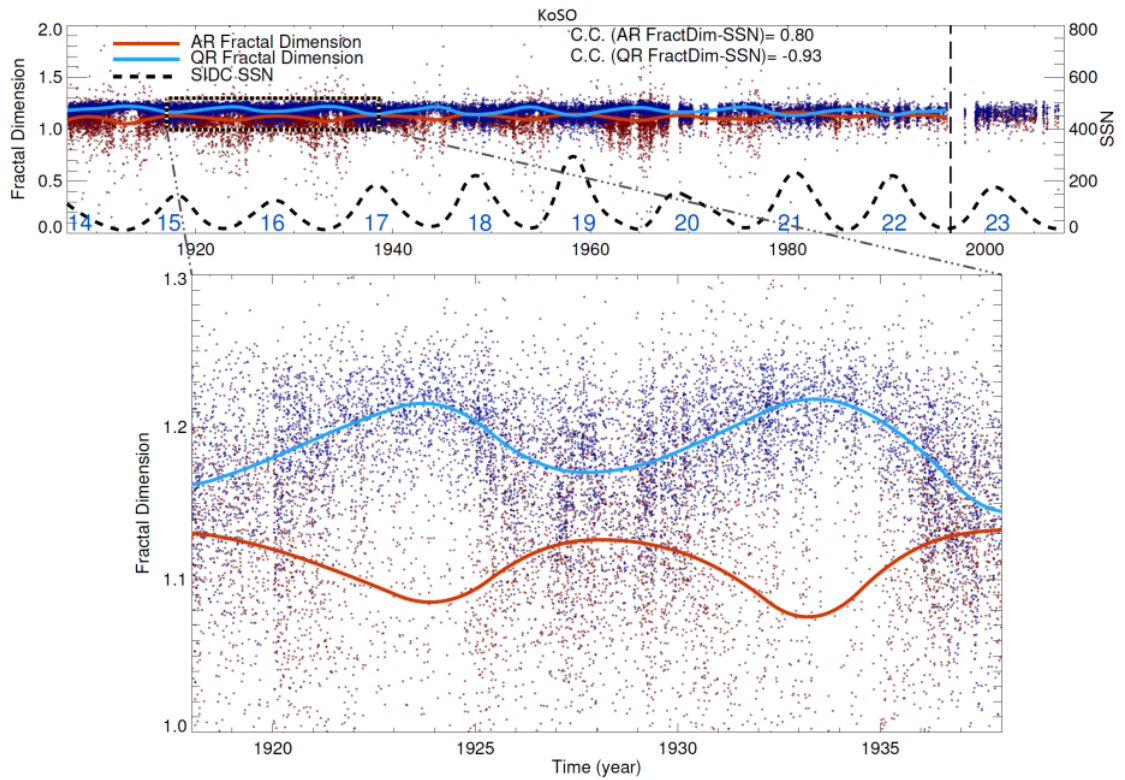 KoSO
AR Fractal Dimension
QR Fractal Dimension
SIDC SSN
C.C. (AR FractDim-SSN)= 0.80
C.C. (QR FractDim-SSN)= -0.93
2.0
1.5
1.0
0.5
0.0
Fractal Dimension
800
600
400
200
0
SSN
14 15 16 17 18 19 20 21 22 23
1920 1940 1960 1980 2000
1.3
1.2
1.1
1.0
Fractal Dimension
1920 1925 1930 1935
Time (year)